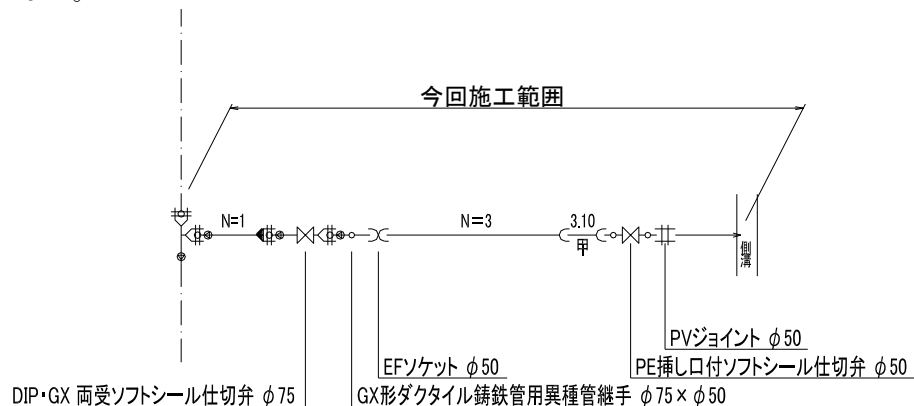 今回施工範囲
N=1
N=3
3.10
甲
側溝
PVジョイント φ50
EFソケット φ50
PE挿し口付ソフトシール仕切弁 φ50
DIP・GX 両受ソフトシール仕切弁 φ75
GX形ダクタイル鋳鉄管用異種管継手 φ75×φ50